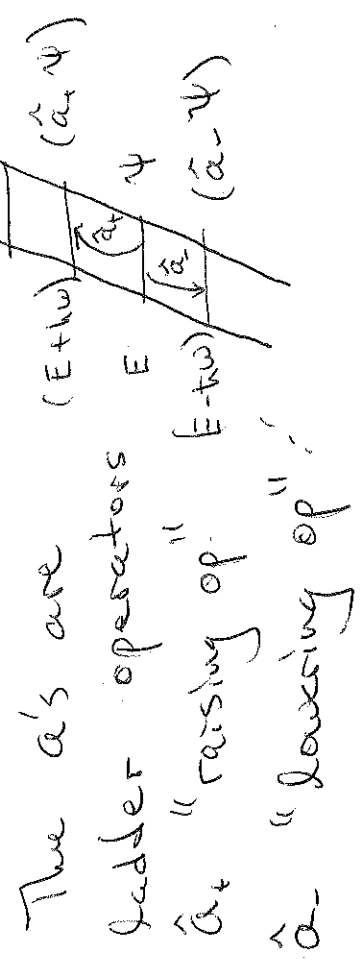 The a's are
ladder operators
â₊ "raising op."
â₋ "lowering op"
(E+ħω) (â₊ψ)
â₊
E ψ
â₋
(E-ħω) (â₋ψ)